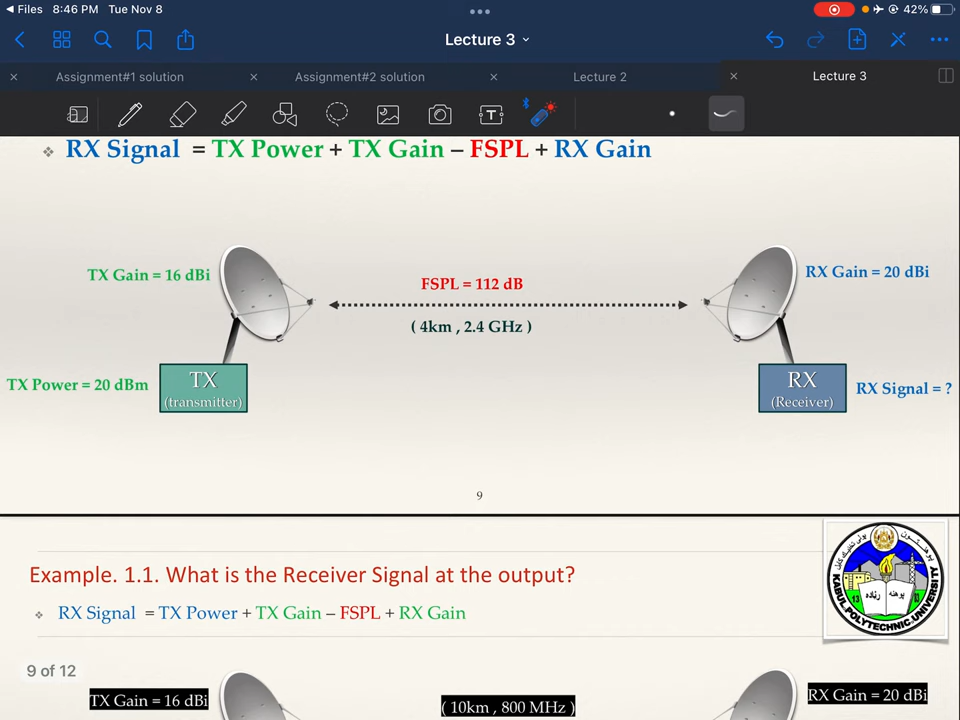 Files 8:46 PM Tue Nov 8
42%
Lecture 3
Assignment#1 solution
Assignment#2 solution
Lecture 2
Lecture 3
RX Signal = TX Power + TX Gain – FSPL + RX Gain
TX Gain = 16 dBi
FSPL = 112 dB
RX Gain = 20 dBi
( 4km , 2.4 GHz )
TX Power = 20 dBm
TX
(transmitter)
RX
(Receiver)
RX Signal = ?
9
Example. 1.1. What is the Receiver Signal at the output?
RX Signal = TX Power + TX Gain – FSPL + RX Gain
KABUL POLYTECHNIC UNIVERSITY
9 of 12
TX Gain = 16 dBi
( 10km , 800 MHz )
RX Gain = 20 dBi